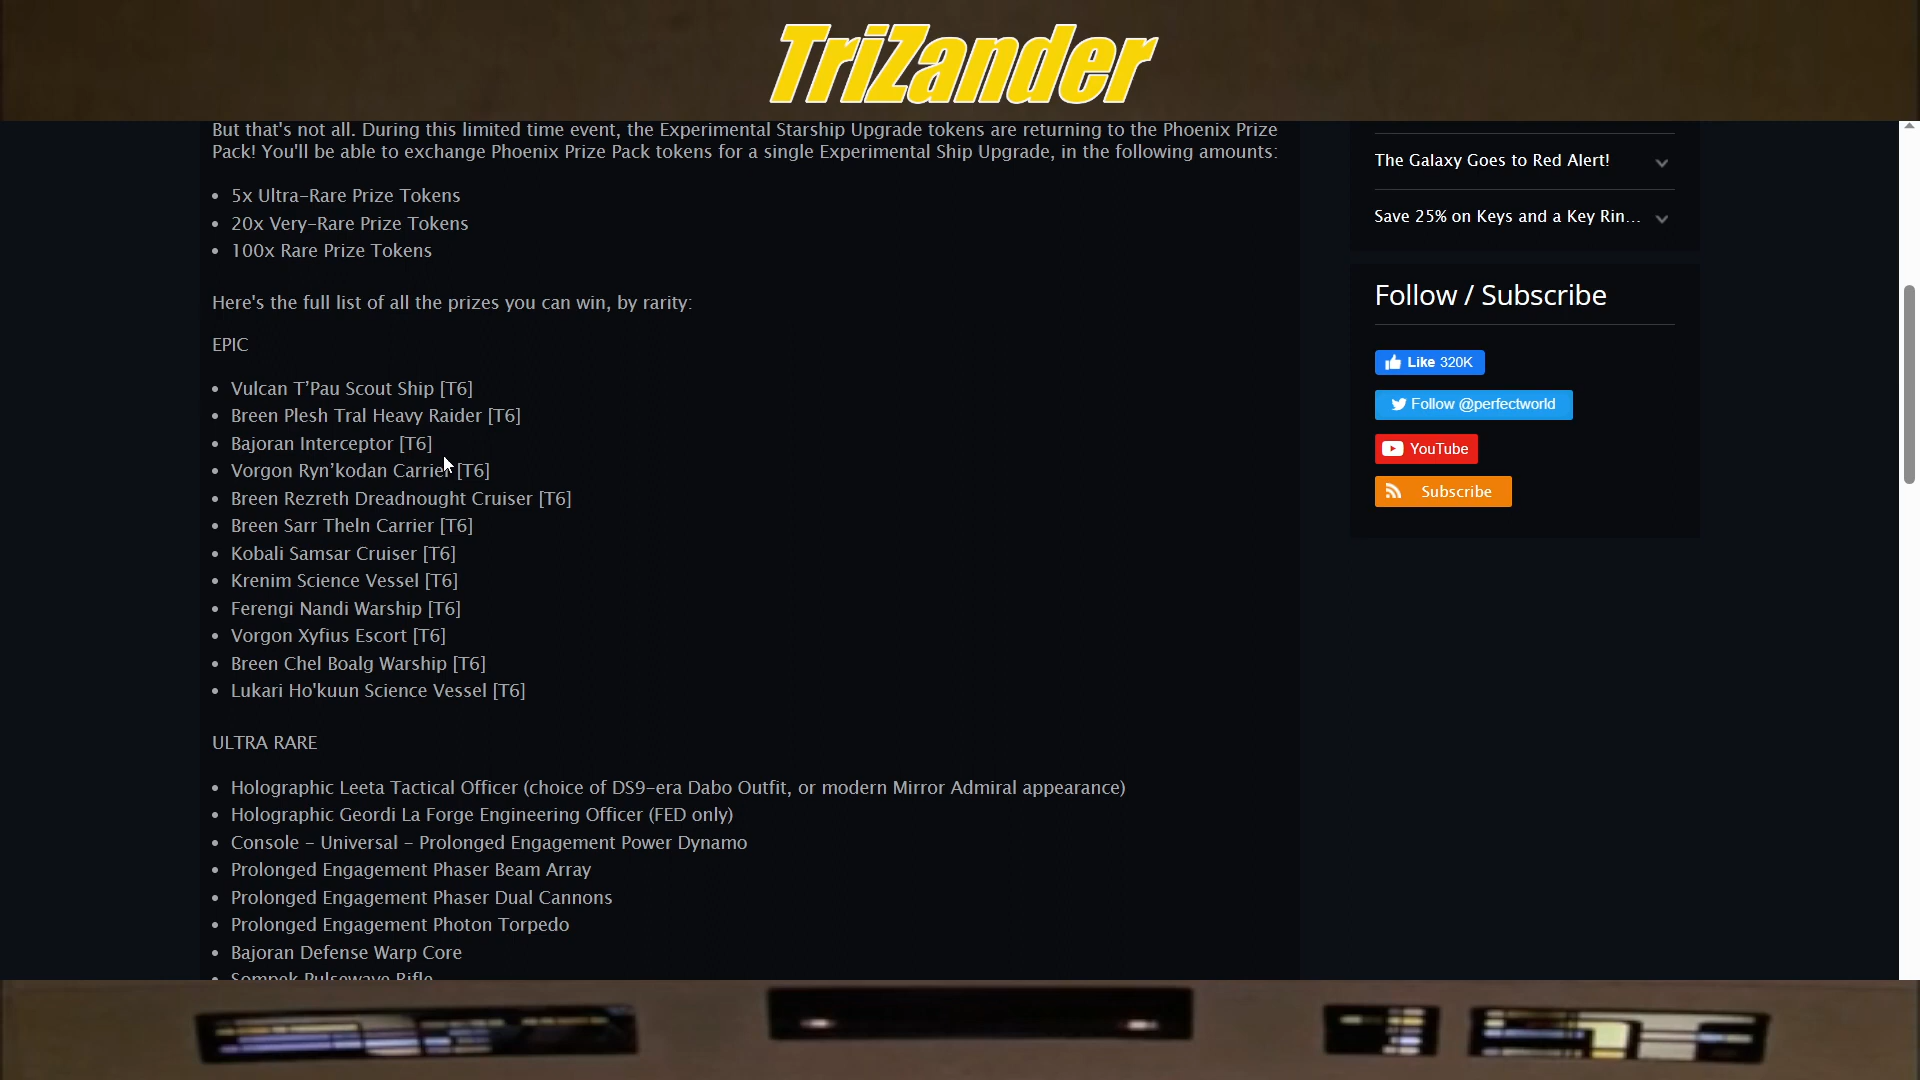 TriZander
But that's not all. During this limited time event, the Experimental Starship Upgrade tokens are returning to the Phoenix Prize
Pack! You'll be able to exchange Phoenix Prize Pack tokens for a single Experimental Ship Upgrade, in the following amounts:
• 5x Ultra-Rare Prize Tokens
• 20x Very-Rare Prize Tokens
• 100x Rare Prize Tokens
Here's the full list of all the prizes you can win, by rarity:
EPIC
• Vulcan T’Pau Scout Ship [T6]
• Breen Plesh Tral Heavy Raider [T6]
• Bajoran Interceptor [T6]
• Vorgon Ryn’kodan Carrier [T6]
• Breen Rezreth Dreadnought Cruiser [T6]
• Breen Sarr Theln Carrier [T6]
• Kobali Samsar Cruiser [T6]
• Krenim Science Vessel [T6]
• Ferengi Nandi Warship [T6]
• Vorgon Xyfius Escort [T6]
• Breen Chel Boalg Warship [T6]
• Lukari Ho'kuun Science Vessel [T6]
ULTRA RARE
• Holographic Leeta Tactical Officer (choice of DS9-era Dabo Outfit, or modern Mirror Admiral appearance)
• Holographic Geordi La Forge Engineering Officer (FED only)
• Console - Universal - Prolonged Engagement Power Dynamo
• Prolonged Engagement Phaser Beam Array
• Prolonged Engagement Phaser Dual Cannons
• Prolonged Engagement Photon Torpedo
• Bajoran Defense Warp Core
• Sompek Pulsewave Rifle
The Galaxy Goes to Red Alert!
Save 25% on Keys and a Key Rin...
Follow / Subscribe
Like 320K
Follow @perfectworld
YouTube
Subscribe